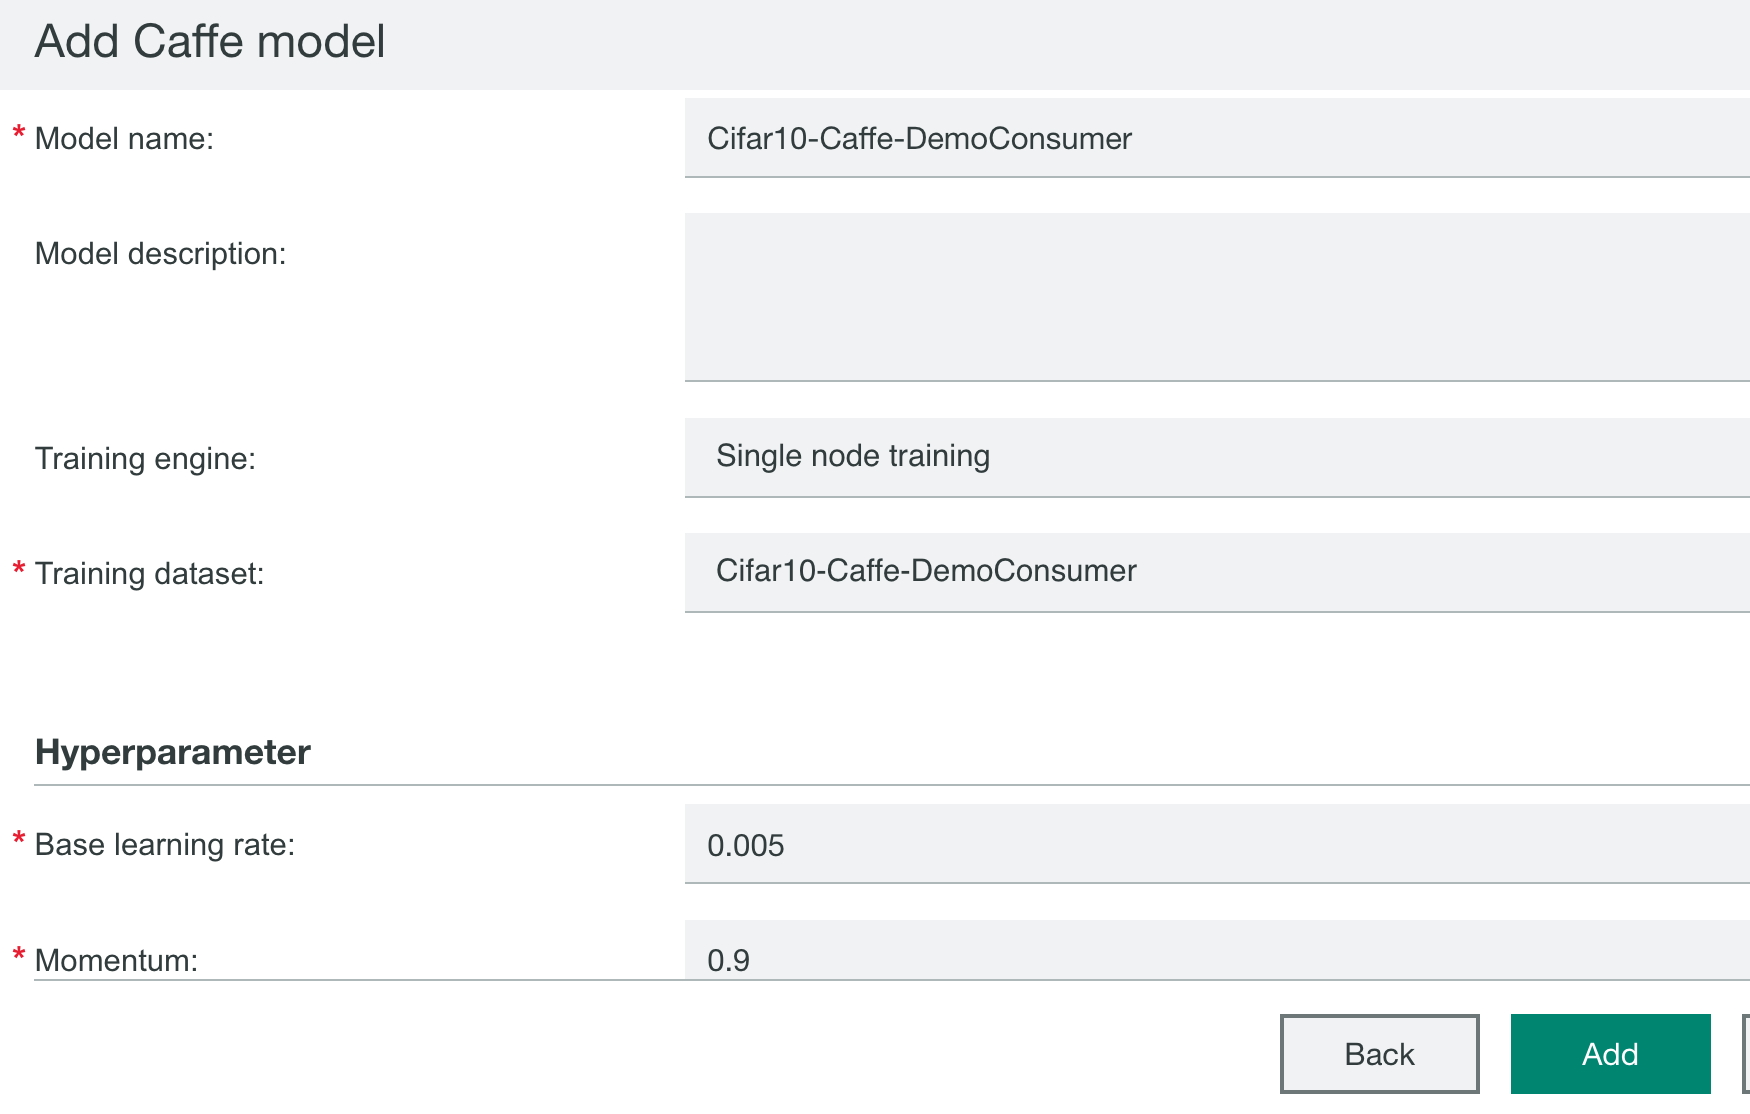 Add Caffe model
* Model name:
Cifar10-Caffe-DemoConsumer
Model description:
Training engine:
Single node training
* Training dataset:
Cifar10-Caffe-DemoConsumer
Hyperparameter
* Base learning rate:
0.005
* Momentum:
0.9
Back
Add